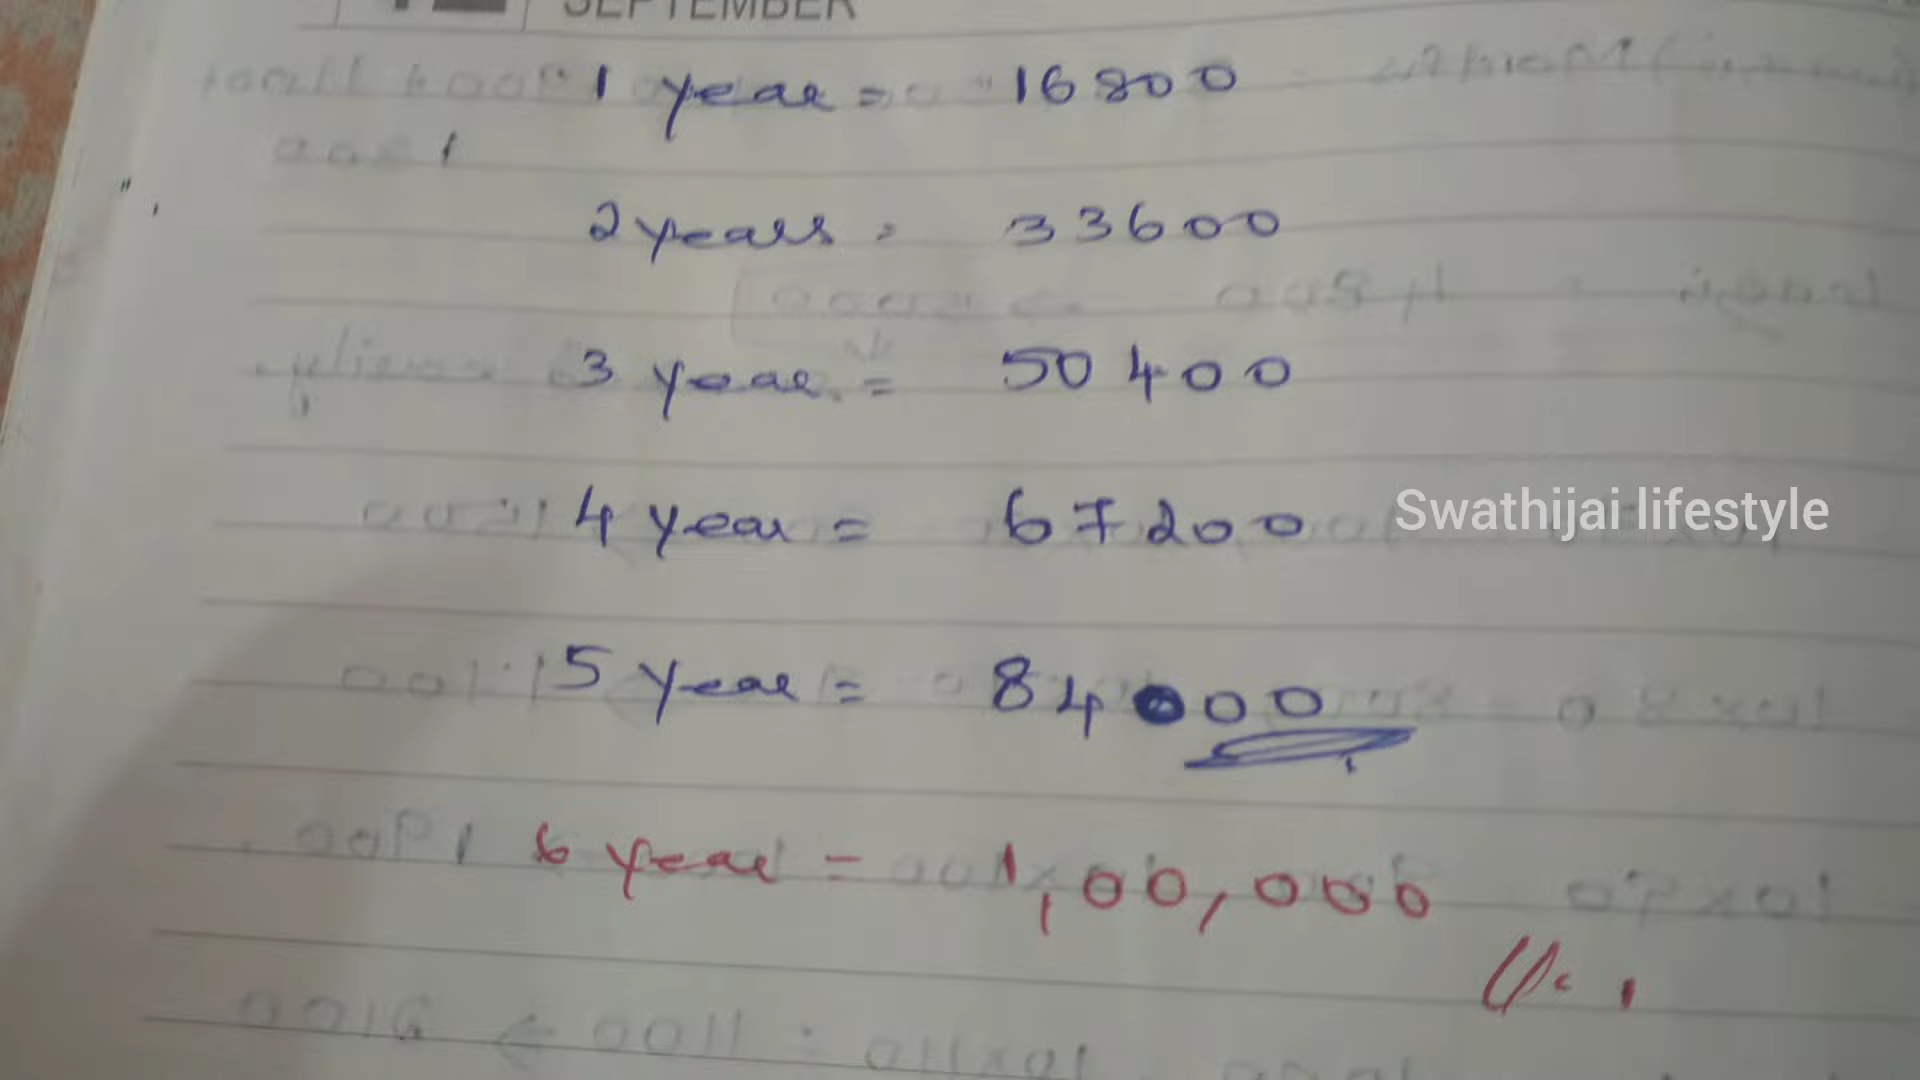 SEPTEMBER
1 year = 16800
2 years = 33600
3 year = 50400
4 year = 67200
Swathijai lifestyle
5 year = 84000
6 year = 1,00,000